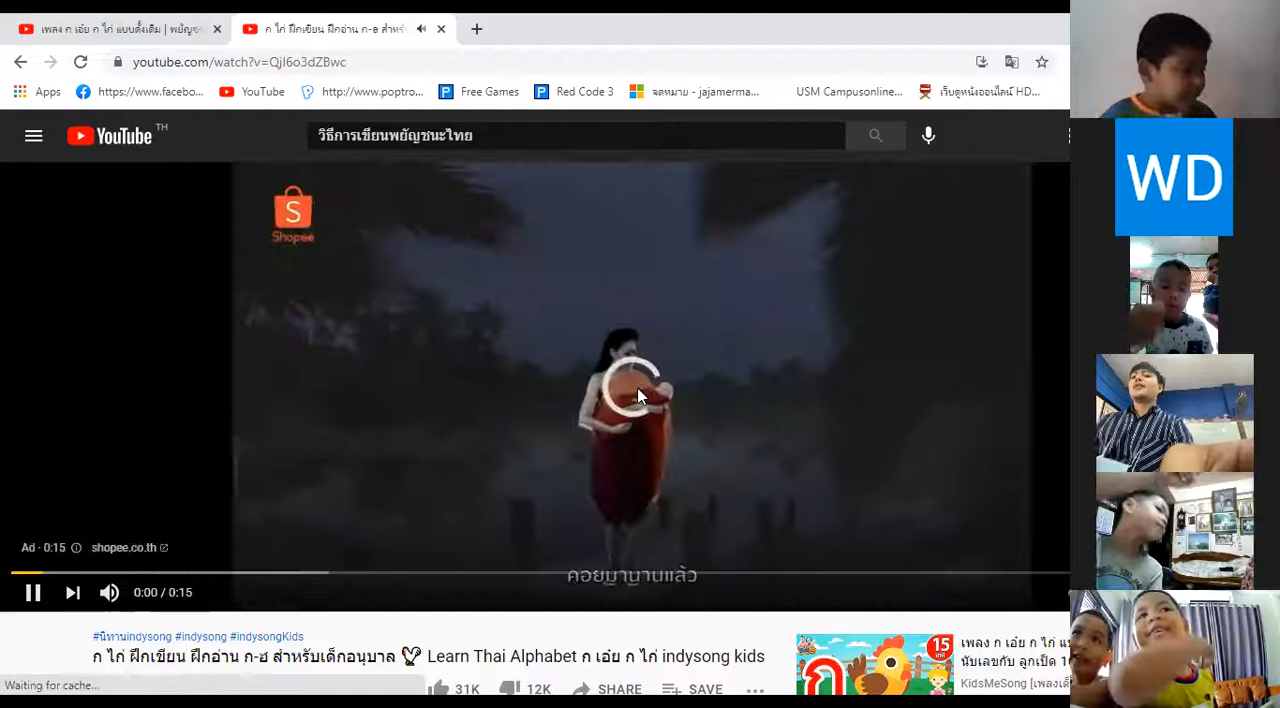 เพลง ก เอ๋ย ก ไก่ แบบดั้งเดิม | พยัญช
ก ไก่ ฝึกเขียน ฝึกอ่าน ก-ฮ สำหรั
youtube.com/watch?v=QjI6o3dZBwc
Apps
https://www.facebo...
YouTube
http://www.poptro...
Free Games
Red Code 3
จดหมาย - jajamerma...
USM Campusonline...
เว็บดูหนังออนไลน์ HD...
YouTube TH
วิธีการเขียนพยัญชนะไทย
WD
S
Shopee
Ad · 0:15
shopee.co.th
คอยมานานแล้ว
0:00 / 0:15
#นิทานindysong #indysong #indysongKids
ก ไก่ ฝึกเขียน ฝึกอ่าน ก-ฮ สำหรับเด็กอนุบาล Learn Thai Alphabet ก เอ๋ย ก ไก่ indysong kids
Waiting for cache...
31K
12K
SHARE
SAVE
ก
15
เพลง ก เอ๋ย ก ไก่ แ
นับเลขกับ ลูกเป็ด 1
KidsMeSong [เพลงเด็